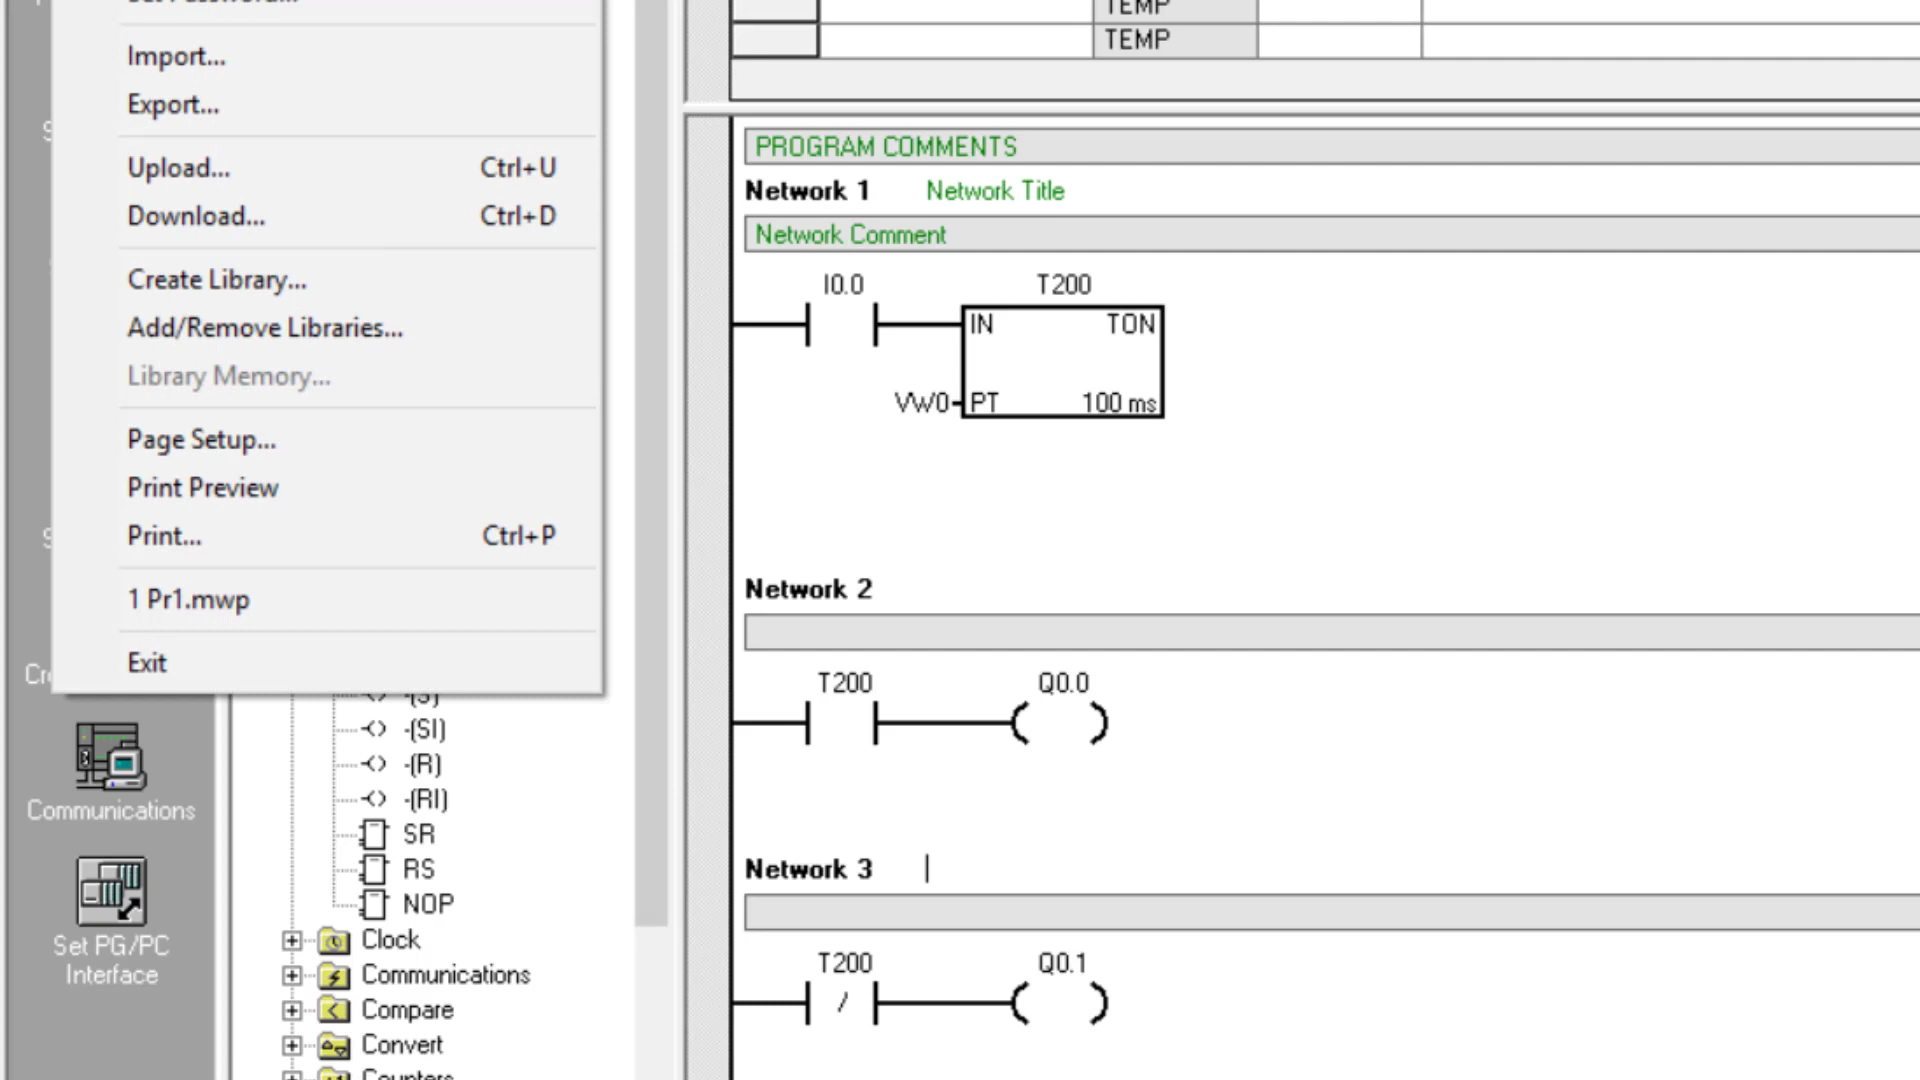 Import...
Export...
Upload... Ctrl+U
Download... Ctrl+D
Create Library...
Add/Remove Libraries...
Library Memory...
Page Setup...
Print Preview
Print... Ctrl+P
1 Pr1.mwp
Exit
Communications
Set PG/PC
Interface
-(S)
-(SI)
-(R)
-(RI)
SR
RS
NOP
Clock
Communications
Compare
Convert
Counters
TEMP
TEMP
PROGRAM COMMENTS
Network 1 Network Title
Network Comment
I0.0 T200
IN TON
VW0 PT 100 ms
Network 2
T200 Q0.0
Network 3
T200 Q0.1
/